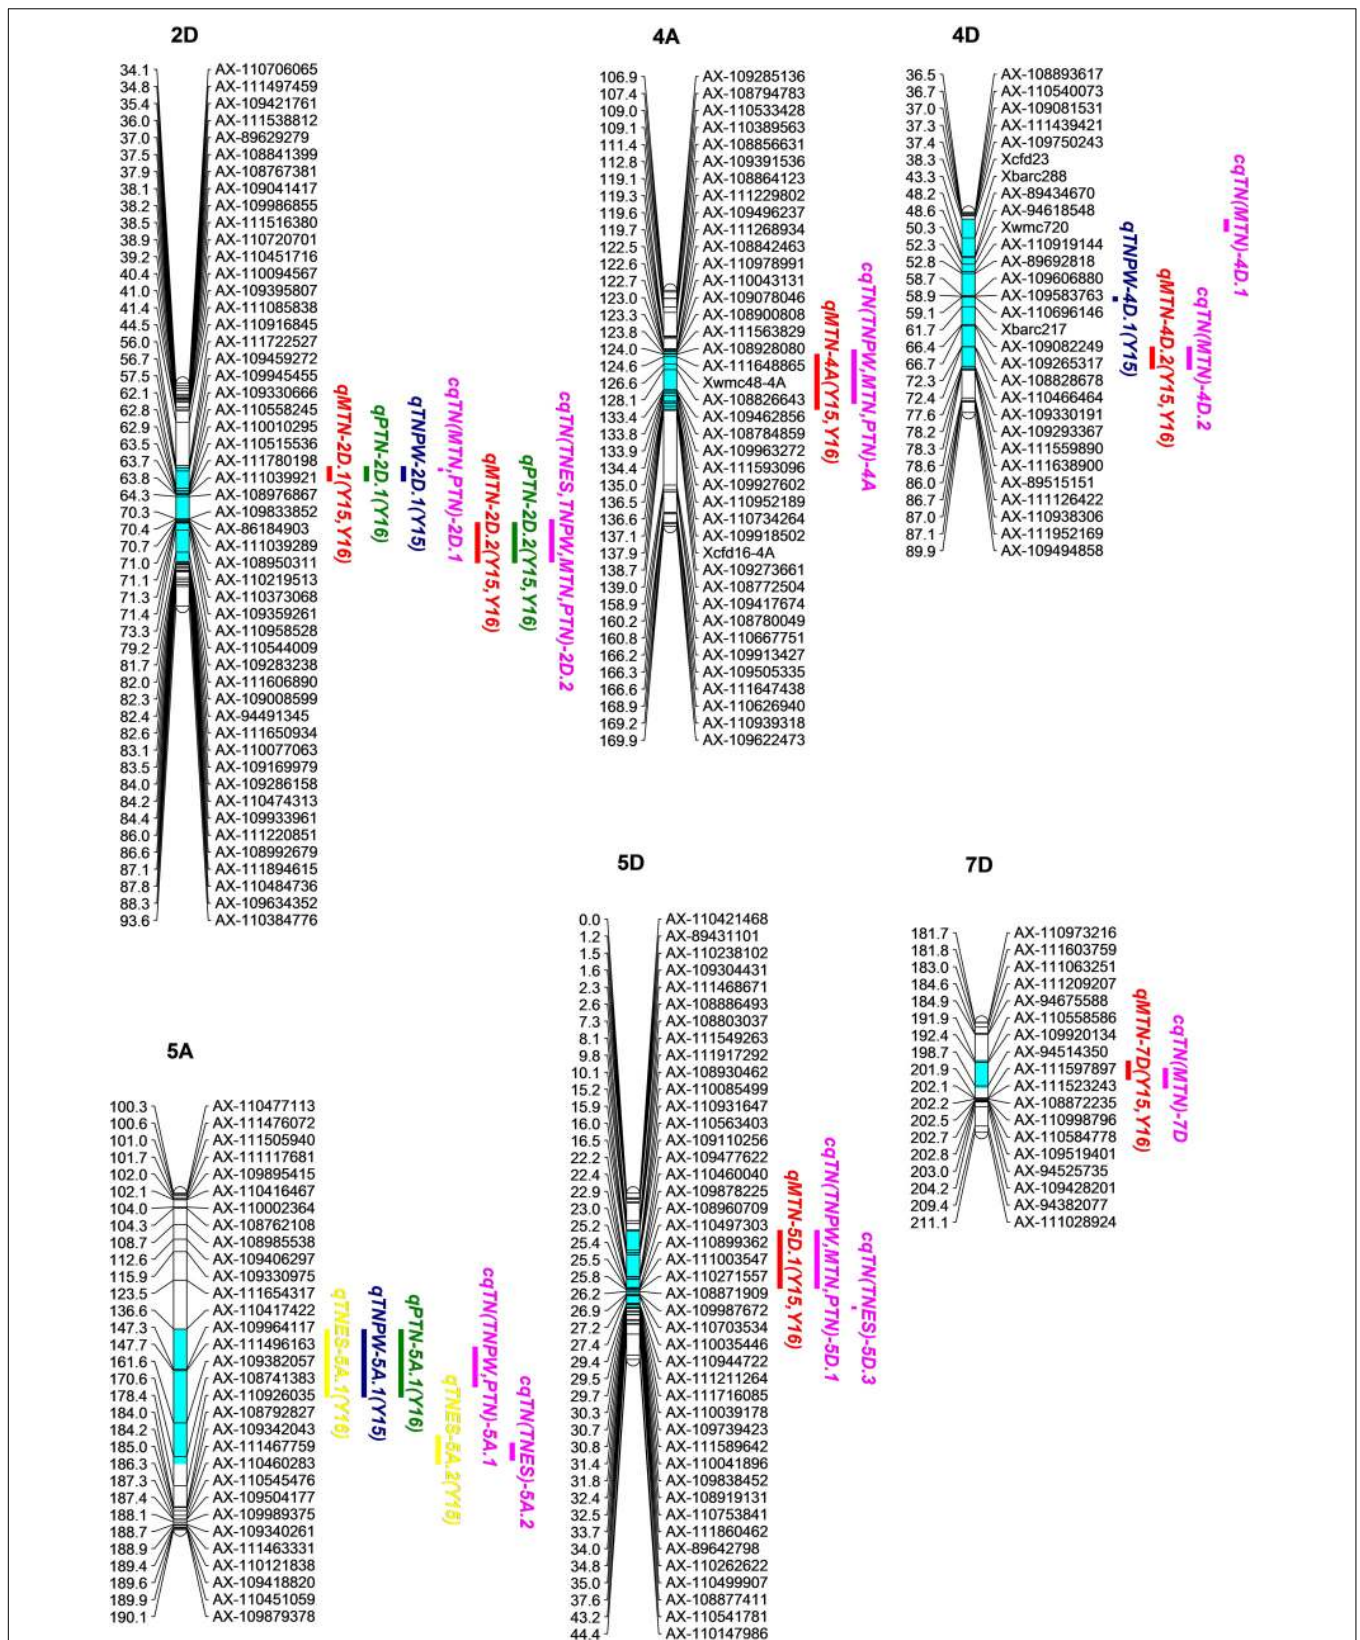 2D
34.1 AX-110706065
34.8 AX-111497459
35.4 AX-109421761
36.0 AX-111538812
37.0 AX-89629279
37.5 AX-108841399
37.9 AX-108767381
38.1 AX-109041417
38.2 AX-109986855
38.5 AX-111516380
38.9 AX-110720701
39.2 AX-110451716
40.4 AX-110094567
41.0 AX-109395807
41.4 AX-111085838
44.5 AX-110916845
56.0 AX-111722527
56.7 AX-109459272
57.5 AX-109945455
62.1 AX-109330666
62.8 AX-110558245
62.9 AX-110010295
63.5 AX-110515536
63.7 AX-111780198
63.8 AX-111039921
64.3 AX-108976867
70.3 AX-109833852
70.4 AX-86184903
70.7 AX-111039289
71.0 AX-108950311
71.1 AX-110219513
71.3 AX-110373068
71.4 AX-109359261
73.3 AX-110958528
79.2 AX-110544009
81.7 AX-109283238
82.0 AX-111606890
82.3 AX-109008599
82.4 AX-94491345
82.6 AX-111650934
83.1 AX-110077063
83.5 AX-109169979
84.0 AX-109286158
84.2 AX-110474313
84.4 AX-109933961
86.0 AX-111220851
86.6 AX-108992679
87.1 AX-111894615
87.8 AX-110484736
88.3 AX-109634352
93.6 AX-110384776
qMTN-2D.1(Y15,Y16)
qPTN-2D.1(Y16)
qTNPW-2D.1(Y15)
cqTN(MTN,PTN)-2D.1
qMTN-2D.2(Y15,Y16)
qPTN-2D.2(Y15,Y16)
cqTN(TNES,TNPW,MTN,PTN)-2D.2
4A
106.9 AX-109285136
107.4 AX-108794783
109.0 AX-110533428
109.1 AX-110389563
111.4 AX-108856631
112.8 AX-109391536
119.1 AX-108864123
119.3 AX-111229802
119.6 AX-109496237
119.7 AX-111268934
122.5 AX-108842463
122.6 AX-110978991
122.7 AX-110043131
123.0 AX-109078046
123.3 AX-108900808
123.8 AX-111563829
124.0 AX-108928080
124.6 AX-111648865
126.6 Xwmc48-4A
128.1 AX-108826643
133.4 AX-109462856
133.8 AX-108784859
133.9 AX-109963272
134.4 AX-111593096
135.0 AX-109927602
136.5 AX-110952189
136.6 AX-110734264
137.1 AX-109918502
137.9 Xcfd16-4A
138.7 AX-109273661
139.0 AX-108772504
158.9 AX-109417674
160.2 AX-108780049
160.8 AX-110667751
166.2 AX-109913427
166.3 AX-109505335
166.6 AX-111647438
168.9 AX-110626940
169.2 AX-110939318
169.9 AX-109622473
qMTN-4A(Y15,Y16)
cqTN(TNPW,MTN,PTN)-4A
4D
36.5 AX-108893617
36.7 AX-110540073
37.0 AX-109081531
37.3 AX-111439421
37.4 AX-109750243
38.3 Xcfd23
43.3 Xbarc288
48.2 AX-89434670
48.6 AX-94618548
50.3 Xwmc720
52.3 AX-110919144
52.8 AX-89692818
58.7 AX-109606880
58.9 AX-109583763
59.1 AX-110696146
61.7 Xbarc217
66.4 AX-109082249
66.7 AX-109265317
72.3 AX-108828678
72.4 AX-110466464
77.6 AX-109330191
78.2 AX-109293367
78.3 AX-111559890
78.6 AX-111638900
86.0 AX-89515151
86.7 AX-111126422
87.0 AX-110938306
87.1 AX-111952169
89.9 AX-109494858
qTNPW-4D.1(Y15)
qMTN-4D.2(Y15,Y16)
cqTN(MTN)-4D.2
cqTN(MTN)-4D.1
5A
100.3 AX-110477113
100.6 AX-111476072
101.0 AX-111505940
101.7 AX-111117681
102.0 AX-109895415
102.1 AX-110416467
104.0 AX-110002364
104.3 AX-108762108
108.7 AX-108985538
112.6 AX-109406297
115.9 AX-109330975
123.5 AX-111654317
136.6 AX-110417422
147.3 AX-109964117
147.7 AX-111496163
161.6 AX-109382057
170.6 AX-108741383
178.4 AX-110926035
184.0 AX-108792827
184.2 AX-109342043
185.0 AX-111467759
186.3 AX-110460283
187.3 AX-110545476
187.4 AX-109504177
188.1 AX-109989375
188.7 AX-109340261
188.9 AX-111463331
189.4 AX-110121838
189.6 AX-109418820
189.9 AX-110451059
190.1 AX-109879378
qTNES-5A.1(Y16)
qTNPW-5A.1(Y15)
qPTN-5A.1(Y16)
qTNES-5A.2(Y15)
cqTN(TNPW,PTN)-5A.1
cqTN(TNES)-5A.2
5D
0.0 AX-110421468
1.2 AX-89431101
1.5 AX-110238102
1.6 AX-109304431
2.3 AX-111468671
2.6 AX-108886493
7.3 AX-108803037
8.1 AX-111549263
9.8 AX-111917292
10.1 AX-108930462
15.2 AX-110085499
15.9 AX-110931647
16.0 AX-110563403
16.5 AX-109110256
22.2 AX-109477622
22.4 AX-110460040
22.9 AX-109878225
23.0 AX-108960709
25.2 AX-110497303
25.4 AX-110899362
25.5 AX-111003547
25.8 AX-110271557
26.2 AX-108871909
26.9 AX-109987672
27.2 AX-110703534
27.4 AX-110035446
29.4 AX-110944722
29.5 AX-111211264
29.7 AX-111716085
30.3 AX-110039178
30.7 AX-109739423
30.8 AX-111589642
31.4 AX-110041896
31.8 AX-109838452
32.4 AX-108919131
32.5 AX-110753841
33.7 AX-111860462
34.0 AX-89642798
34.8 AX-110262622
35.0 AX-110499907
37.6 AX-108877411
43.2 AX-110541781
44.4 AX-110147986
qMTN-5D.1(Y15,Y16)
cqTN(TNPW,MTN,PTN)-5D.1
cqTN(TNES)-5D.3
7D
181.7 AX-110973216
181.8 AX-111603759
183.0 AX-111063251
184.6 AX-111209207
184.9 AX-94675588
191.9 AX-110558586
192.4 AX-109920134
198.7 AX-94514350
201.9 AX-111597897
202.1 AX-111523243
202.2 AX-108872235
202.5 AX-110998796
202.7 AX-110584778
202.8 AX-109519401
203.0 AX-94525735
204.2 AX-109428201
209.4 AX-94382077
211.1 AX-111028924
qMTN-7D(Y15,Y16)
cqTN(MTN)-7D